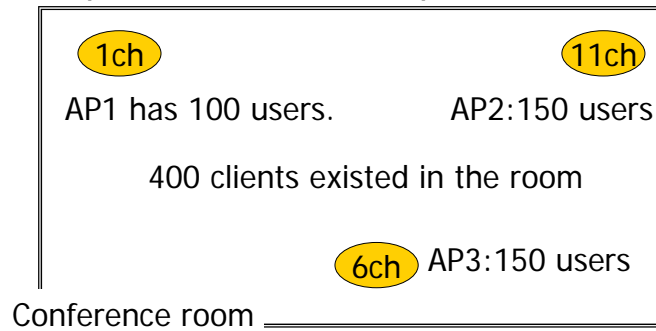 1ch
11ch
AP1 has 100 users.
AP2:150 users
400 clients existed in the room
6ch
AP3:150 users
Conference room